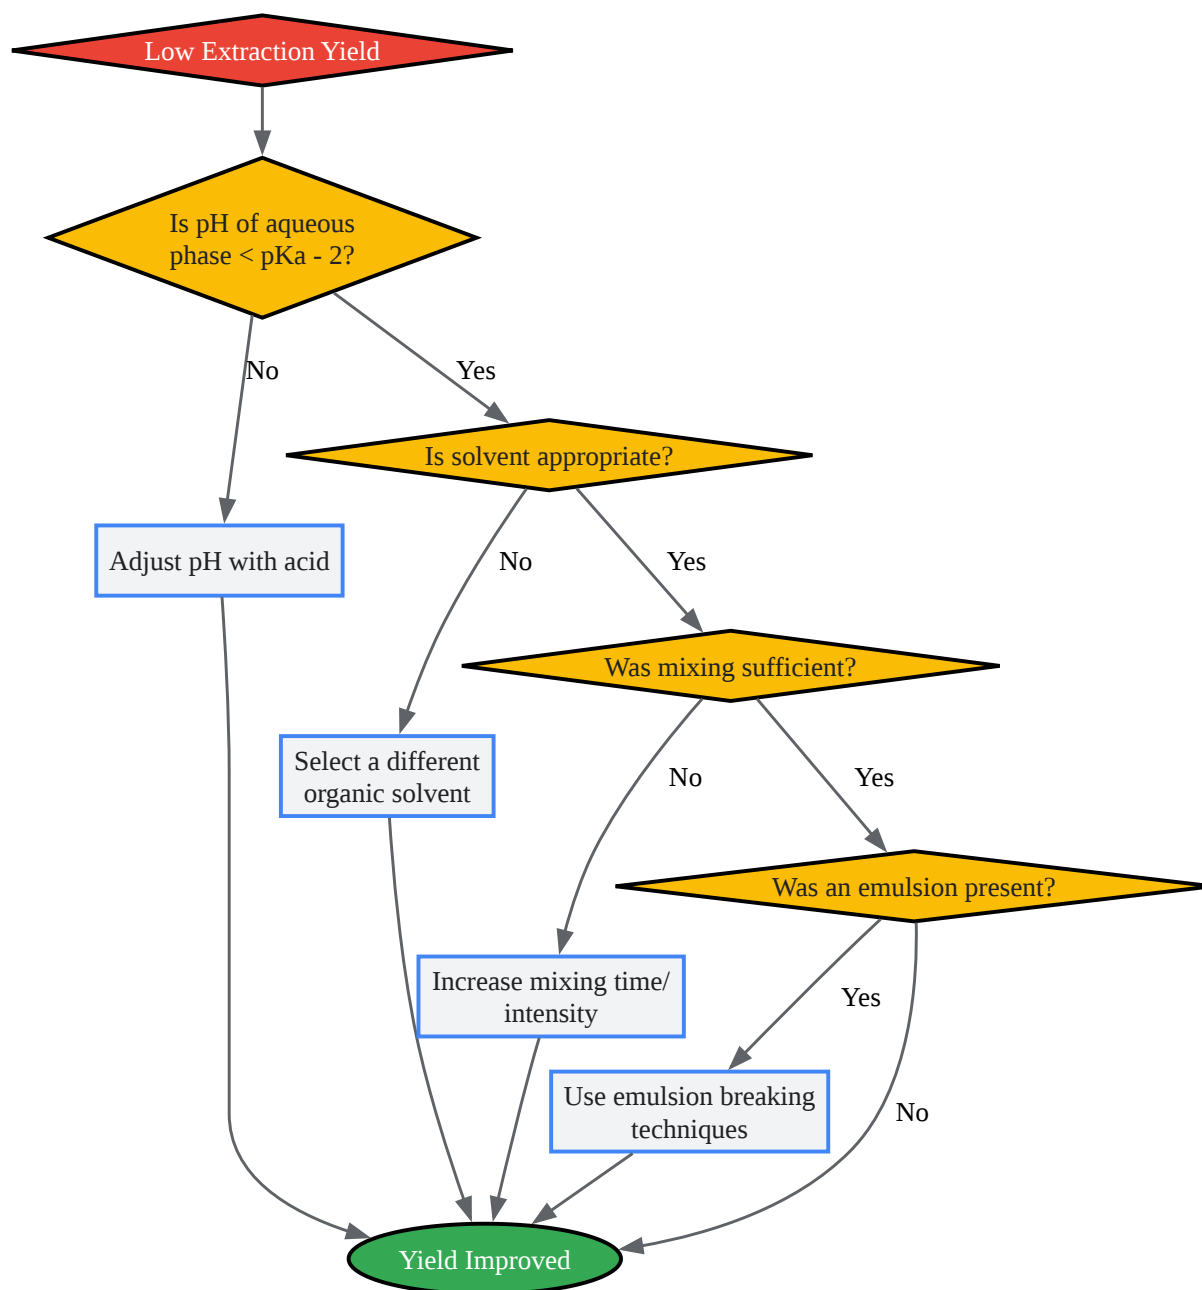 Low Extraction Yield
Is pH of aqueous
phase < pKa - 2?
No
Yes
Is solvent appropriate?
Adjust pH with acid
No
Yes
Was mixing sufficient?
Select a different
organic solvent
No
Yes
Was an emulsion present?
Increase mixing time/
intensity
Yes
Use emulsion breaking
techniques
No
Yield Improved